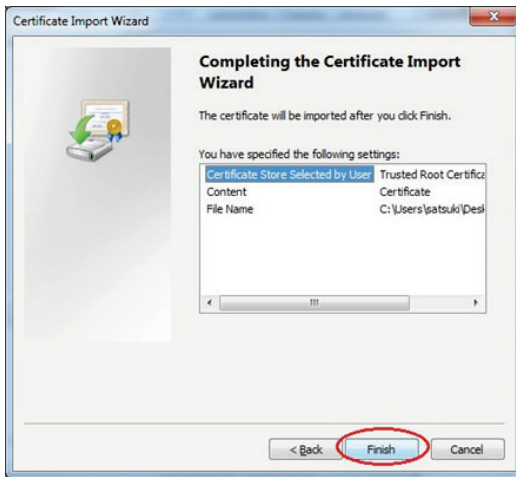 Certificate Import Wizard
Completing the Certificate Import
Wizard
The certificate will be imported after you click Finish.
You have specified the following settings:
Certificate Store Selected by User Trusted Root Certifica
Content Certificate
File Name C:\Users\satsuki\Desk
< Back Finish Cancel